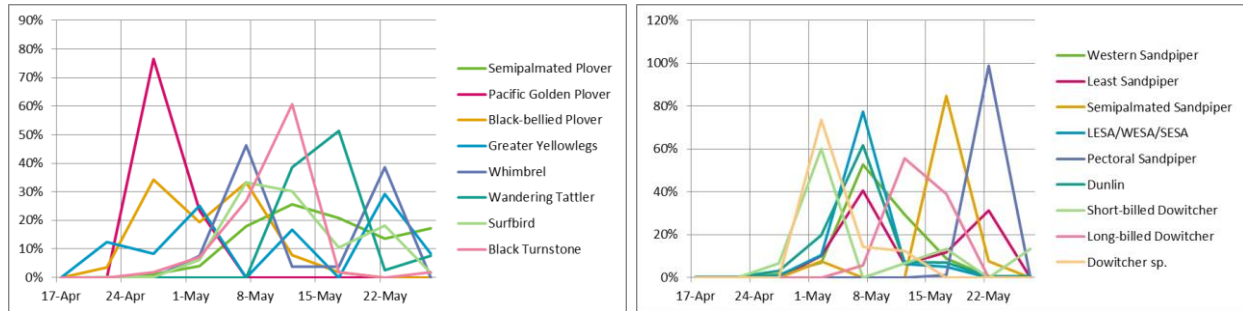 90%
80%
70%
60%
50%
40%
30%
20%
10%
0%
17-Apr 24-Apr 1-May 8-May 15-May 22-May
Semipalmated Plover
Pacific Golden Plover
Black-bellied Plover
Greater Yellowlegs
Whimbrel
Wandering Tattler
Surfbird
Black Turnstone
120%
100%
80%
60%
40%
20%
0%
17-Apr 24-Apr 1-May 8-May 15-May 22-May
Western Sandpiper
Least Sandpiper
Semipalmated Sandpiper
LESA/WESA/SESA
Pectoral Sandpiper
Dunlin
Short-billed Dowitcher
Long-billed Dowitcher
Dowitcher sp.